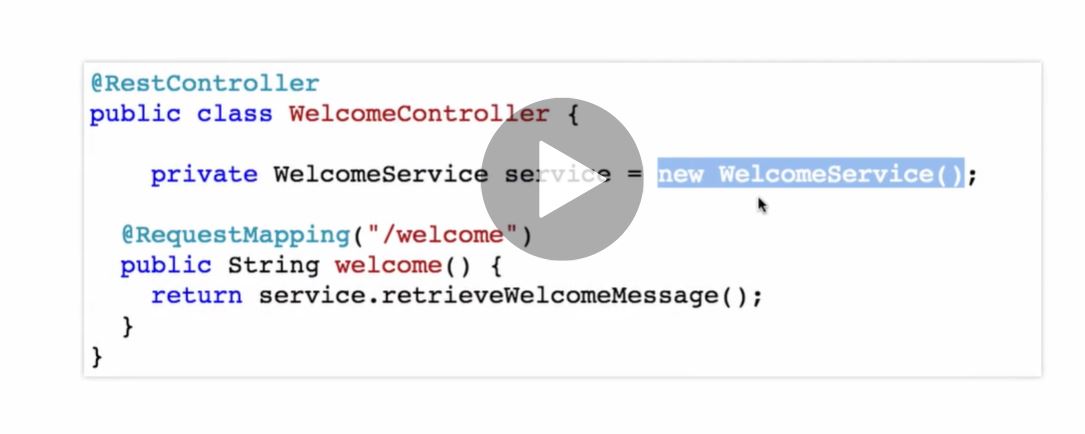 @RestController
public class WelcomeController {
private WelcomeService service = new WelcomeService();
@RequestMapping("/welcome")
public String welcome() {
return service.retrieveWelcomeMessage();
}
}